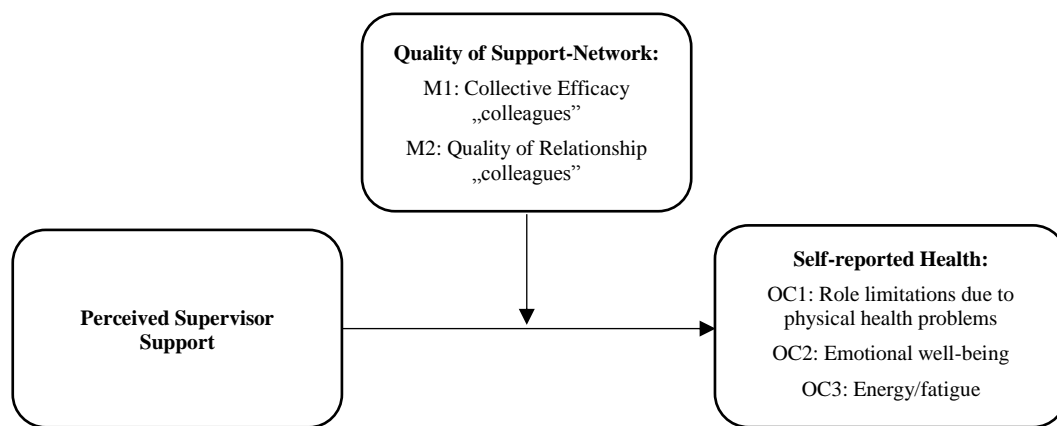 Quality of Support-Network:
M1: Collective Efficacy
„colleagues”
M2: Quality of Relationship
„colleagues”
Perceived Supervisor
Support
Self-reported Health:
OC1: Role limitations due to
physical health problems
OC2: Emotional well-being
OC3: Energy/fatigue